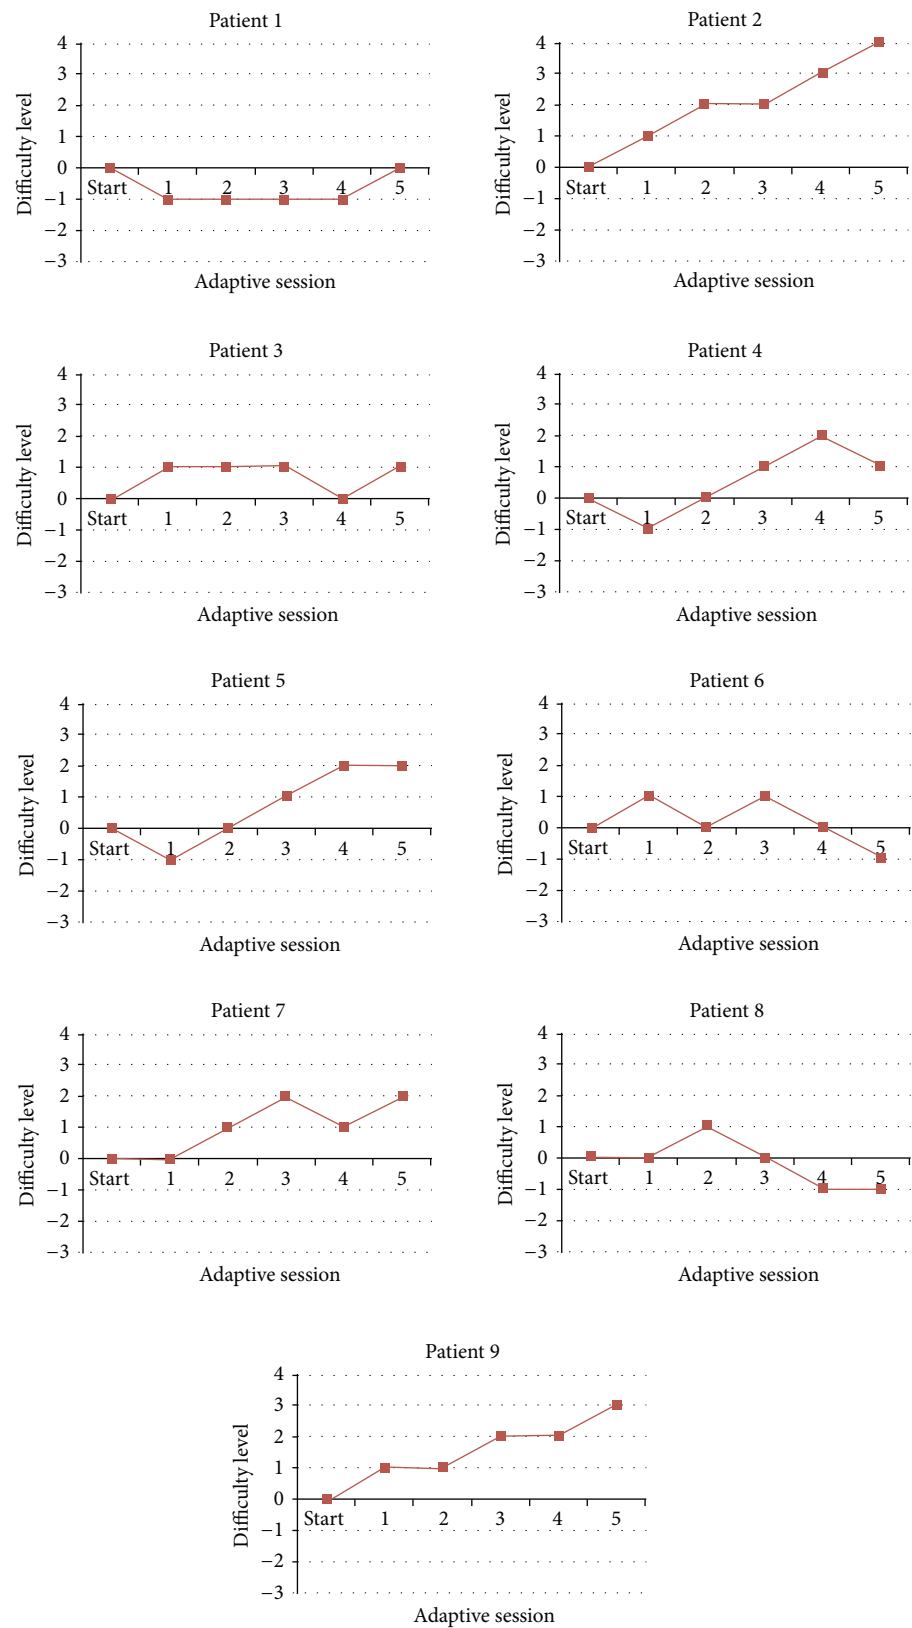 Patient 1
4
3
2
1
0
−1
−2
−3
Difficulty level
Start 1 2 3 4 5
Adaptive session
Patient 2
4
3
2
1
0
−1
−2
−3
Difficulty level
Start 1 2 3 4 5
Adaptive session
Patient 3
4
3
2
1
0
−1
−2
−3
Difficulty level
Start 1 2 3 4 5
Adaptive session
Patient 4
4
3
2
1
0
−1
−2
−3
Difficulty level
Start 1 2 3 4 5
Adaptive session
Patient 5
4
3
2
1
0
−1
−2
−3
Difficulty level
Start 1 2 3 4 5
Adaptive session
Patient 6
4
3
2
1
0
−1
−2
−3
Difficulty level
Start 1 2 3 4 5
Adaptive session
Patient 7
4
3
2
1
0
−1
−2
−3
Difficulty level
Start 1 2 3 4 5
Adaptive session
Patient 8
4
3
2
1
0
−1
−2
−3
Difficulty level
Start 1 2 3 4 5
Adaptive session
Patient 9
4
3
2
1
0
−1
−2
−3
Difficulty level
Start 1 2 3 4 5
Adaptive session